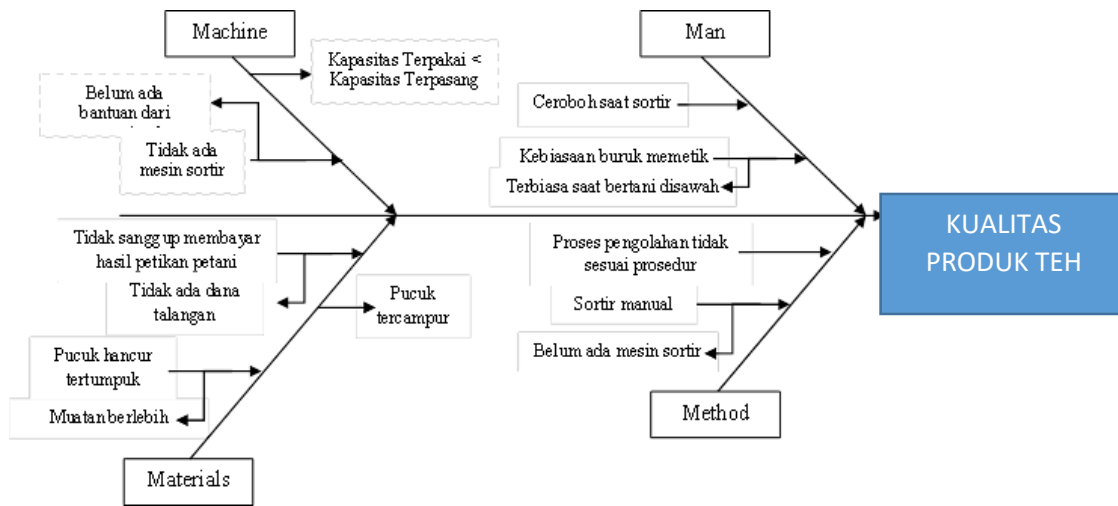 Machine
Man
Kapasitas Terpakai <
Kapasitas Terpasang
Belum ada
bantuan dari
Tidak ada
mesin sortir
Ceroboh saat sortir
Kebiasaan buruk memetik
Terbiasa saat bertani disawah
KUALITAS
PRODUK TEH
Tidak sanggup membayar
hasil petikan petani
Tidak ada dana
talangan
Pucuk
tercampur
Proses pengolahan tidak
sesuai prosedur
Sortir manual
Belum ada mesin sortir
Pucuk hancur
tertumpuk
Muatan berlebih
Method
Materials